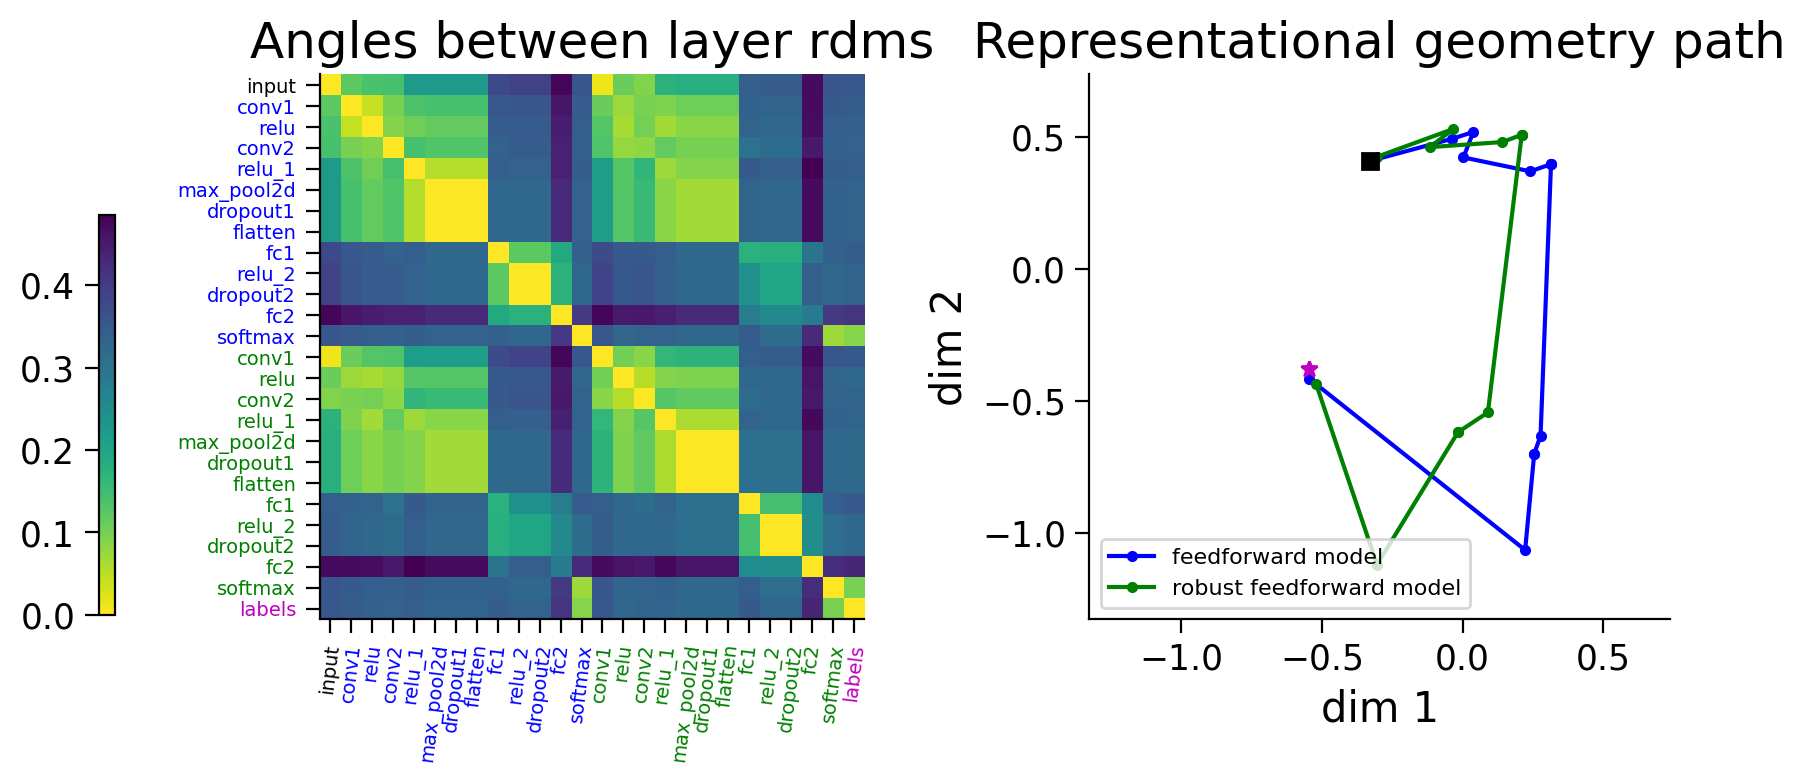 Angles between layer rdms
Representational geometry path
input
conv1
relu
conv2
relu_1
max_pool2d
dropout1
flatten
fc1
relu_2
dropout2
fc2
softmax
conv1
relu
conv2
relu_1
max_pool2d
dropout1
flatten
fc1
relu_2
dropout2
fc2
softmax
labels
0.4
0.3
0.2
0.1
0.0
input
conv1
relu
conv2
relu_1
max_pool2d
dropout1
flatten
fc1
relu_2
dropout2
fc2
softmax
conv1
relu
conv2
relu_1
max_pool2d
dropout1
flatten
fc1
relu_2
dropout2
fc2
softmax
labels
dim 2
0.5
0.0
−0.5
−1.0
feedforward model
robust feedforward model
−1.0
−0.5
0.0
0.5
dim 1